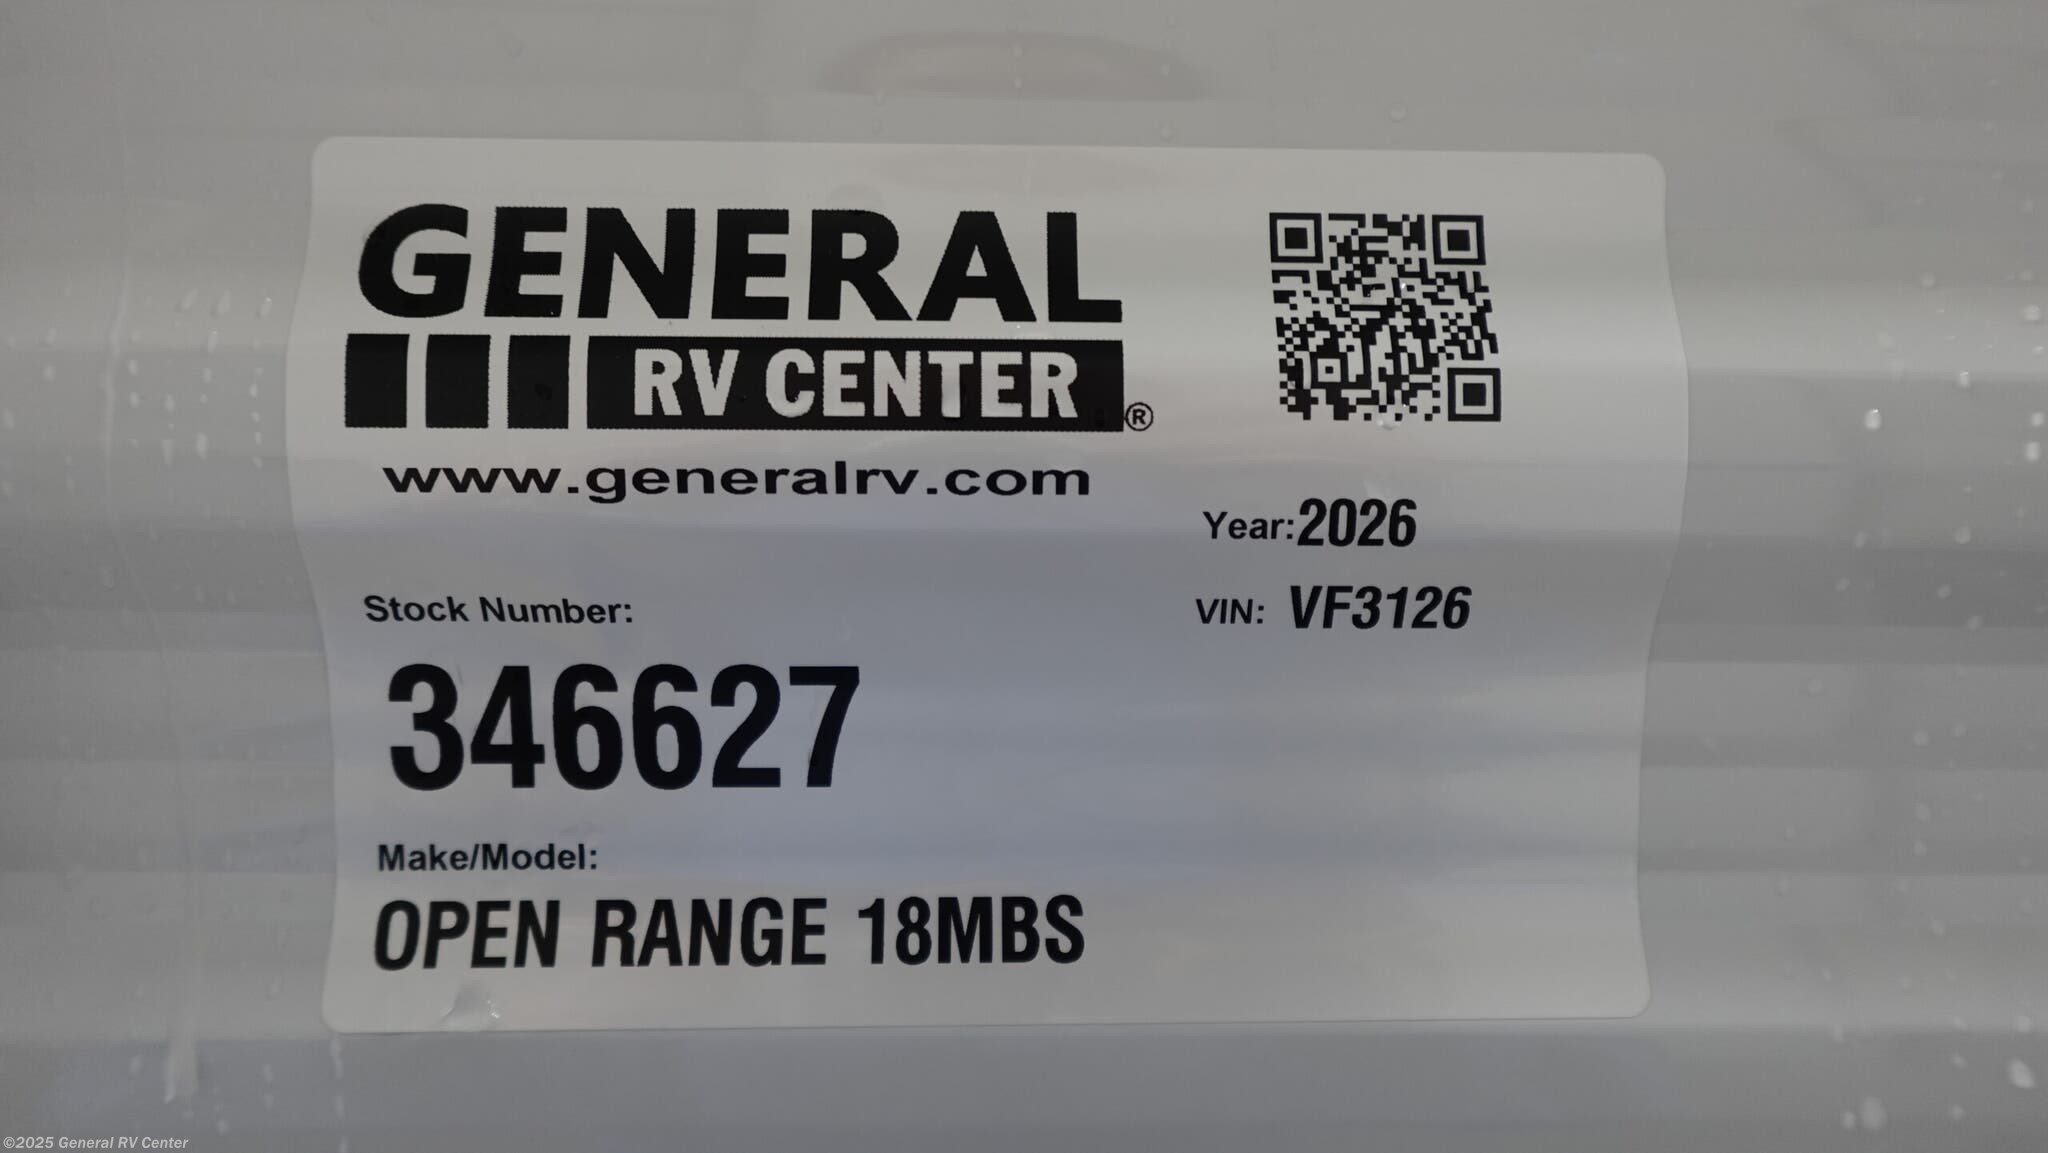 GENERAL
RV CENTER®
www.generalrv.com
Year:2026
VIN: VF3126
Stock Number:
346627
Make/Model:
OPEN RANGE 18MBS
©2025 General RV Center